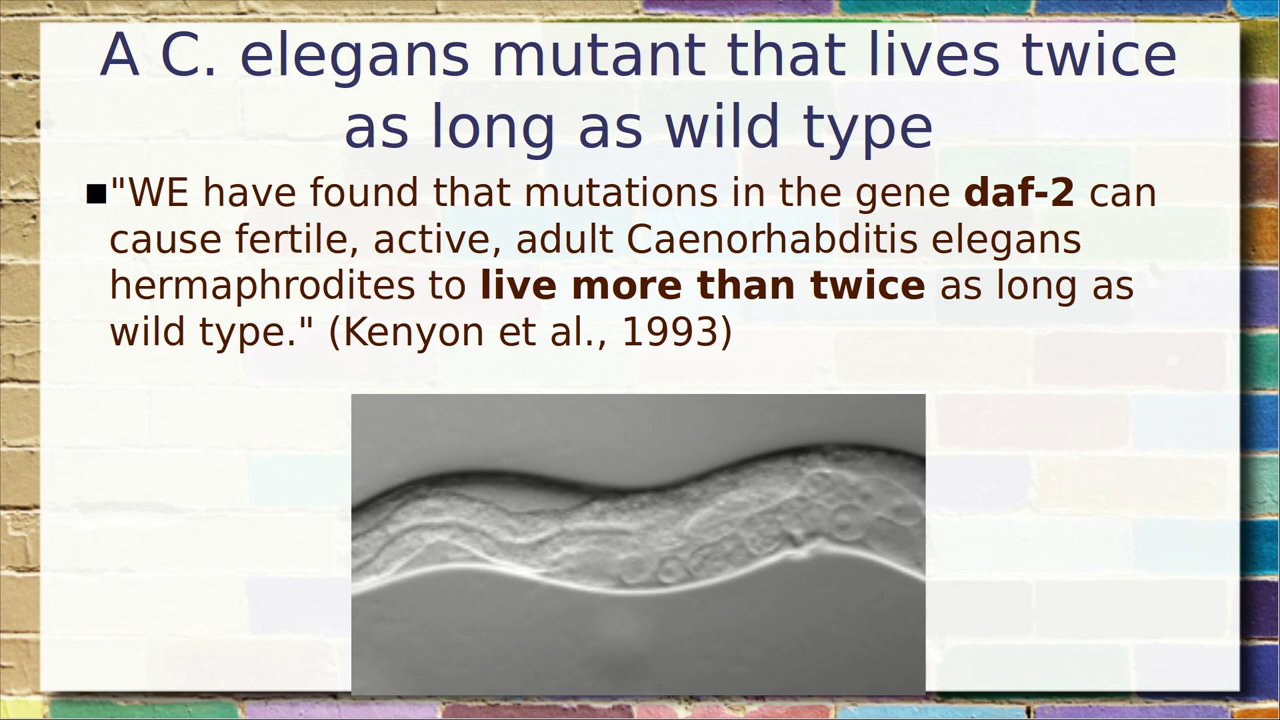 A C. elegans mutant that lives twice
as long as wild type
■"WE have found that mutations in the gene daf-2 can
cause fertile, active, adult Caenorhabditis elegans
hermaphrodites to live more than twice as long as
wild type." (Kenyon et al., 1993)